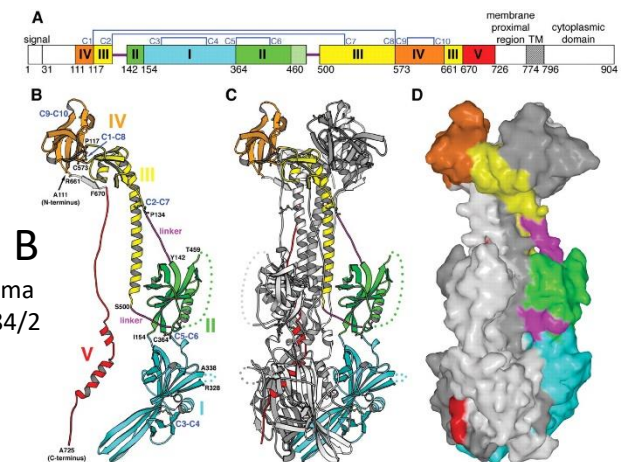 A
signal
C1
C2
C3
C4
C5
C6
C7
C8
C9
C10
membrane
proximal
region
TM
cytoplasmic
domain
IV
III
II
I
II
III
IV
III
V
1
31
111
117
142
154
364
460
500
573
661
670
726
774
796
904
B
C
D
C9-C10
IV
P117
C1-C8
C573
R661
III
A111
(N-terminus)
F670
C2-C7
P134
linker
T459
Y142
B
ma
34/2
S500
linker
II
I154
C364
C5-C6
V
A338
R328
I
C3-C4
A725
(C-terminus)